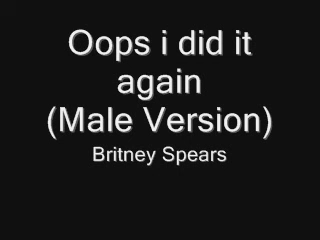 Oops i did it
again
(Male Version)
Britney Spears